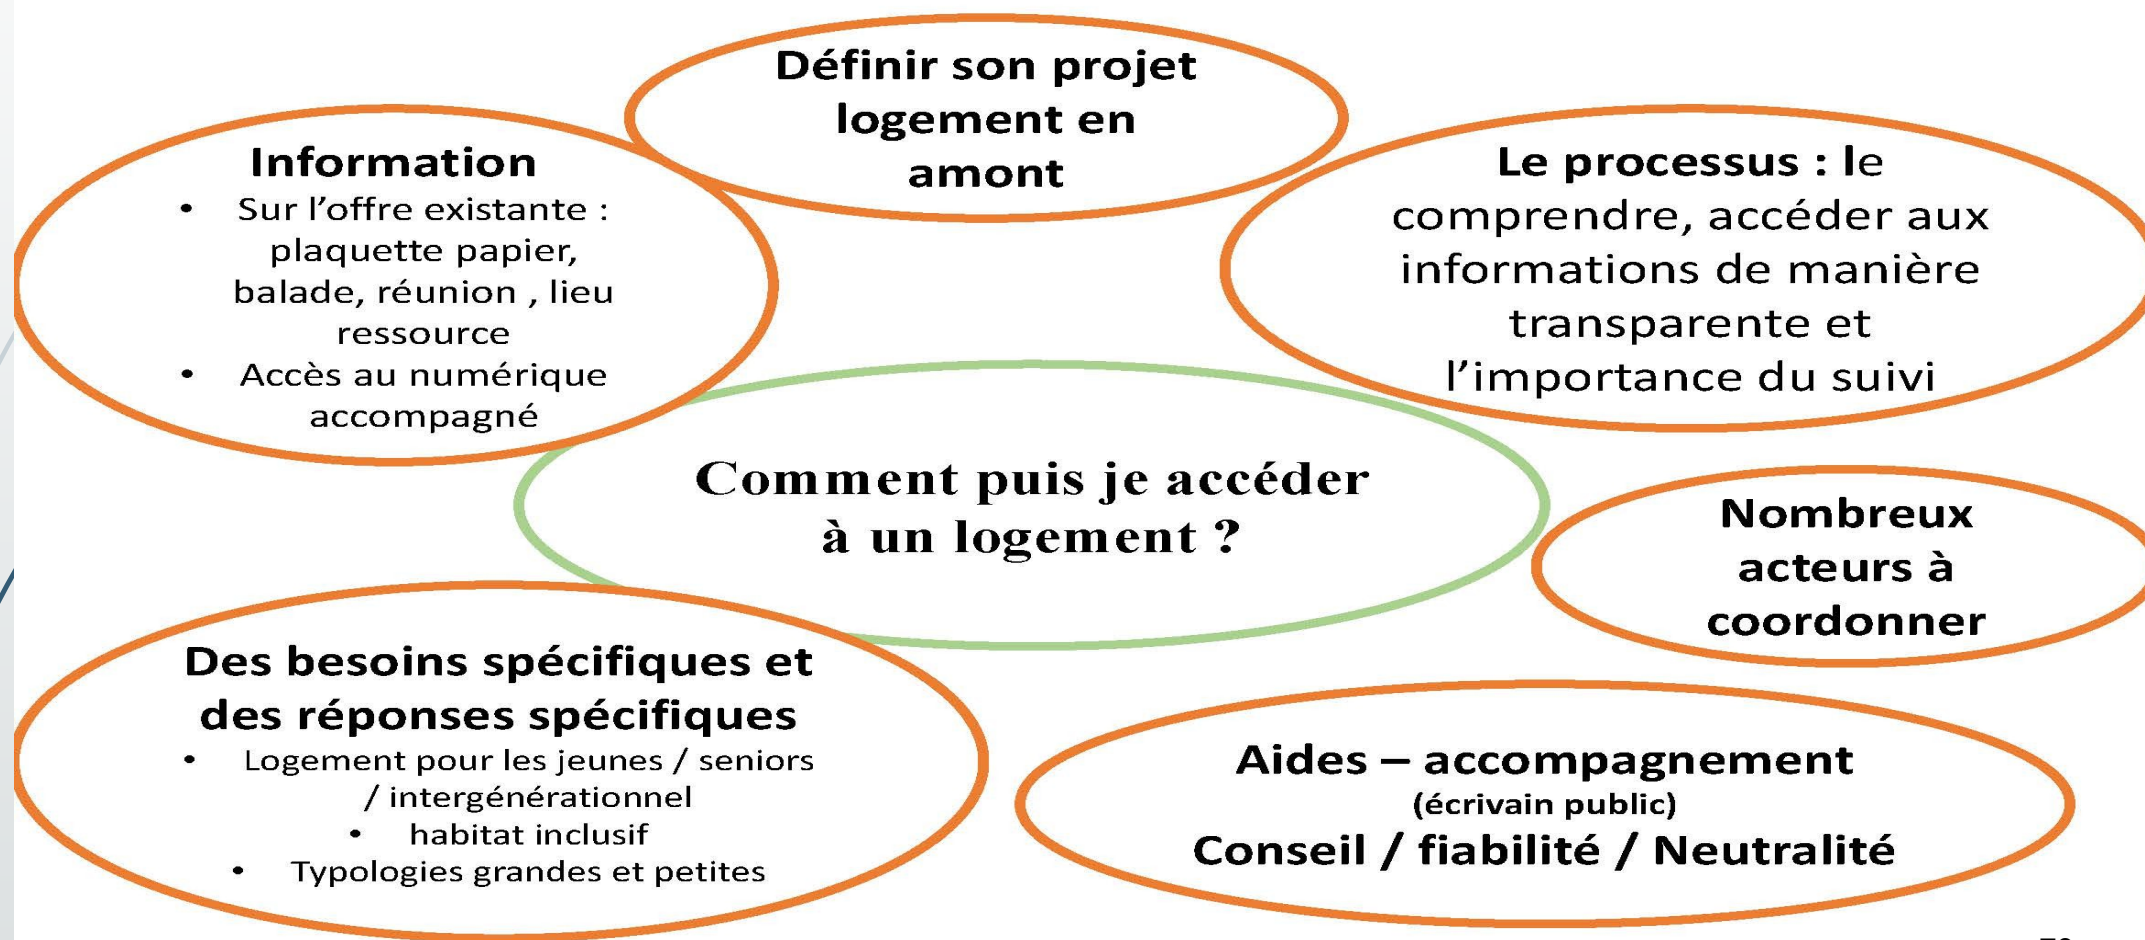 Définir son projet
logement en
amont
Information
• Sur l’offre existante :
plaquette papier,
balade, réunion , lieu
ressource
• Accès au numérique
accompagné
Le processus : le
comprendre, accéder aux
informations de manière
transparente et
l’importance du suivi
Comment puis je accéder
à un logement ?
Nombreux
acteurs à
coordonner
Des besoins spécifiques et
des réponses spécifiques
• Logement pour les jeunes / seniors
/ intergénérationnel
• habitat inclusif
• Typologies grandes et petites
Aides – accompagnement
(écrivain public)
Conseil / fiabilité / Neutralité